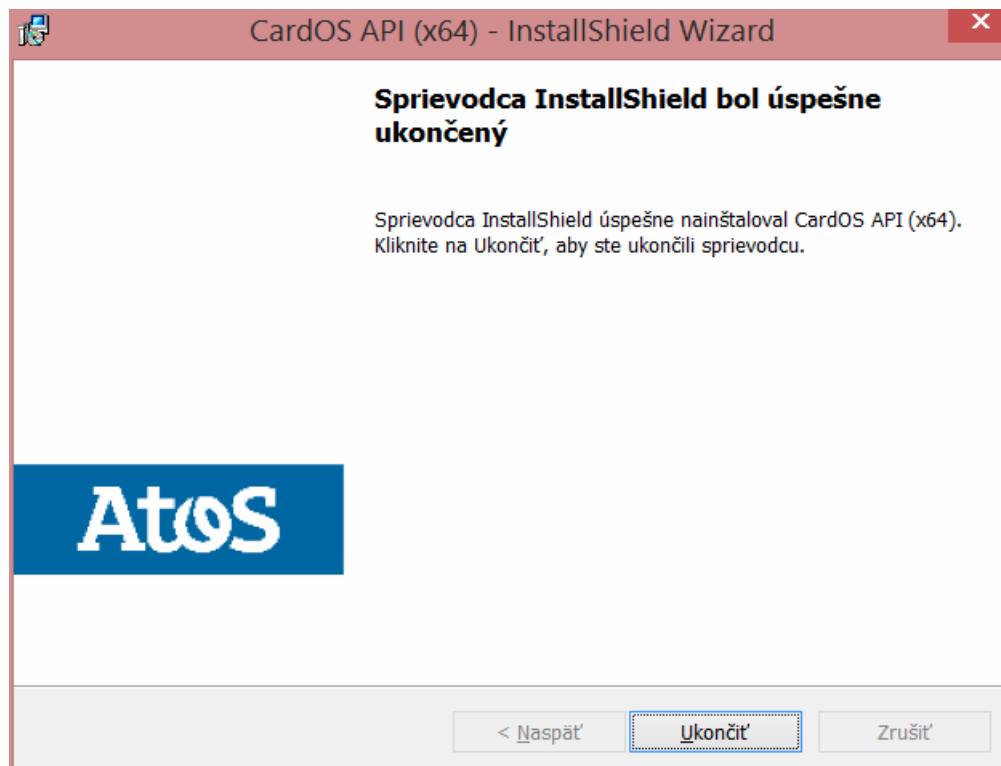 CardOS API (x64) - InstallShield Wizard
Sprievodca InstallShield bol úspešne
ukončený
Sprievodca InstallShield úspešne nainštaloval CardOS API (x64).
Kliknite na Ukončiť, aby ste ukončili sprievodcu.
Atos
< Naspäť
Ukončiť
Zrušiť